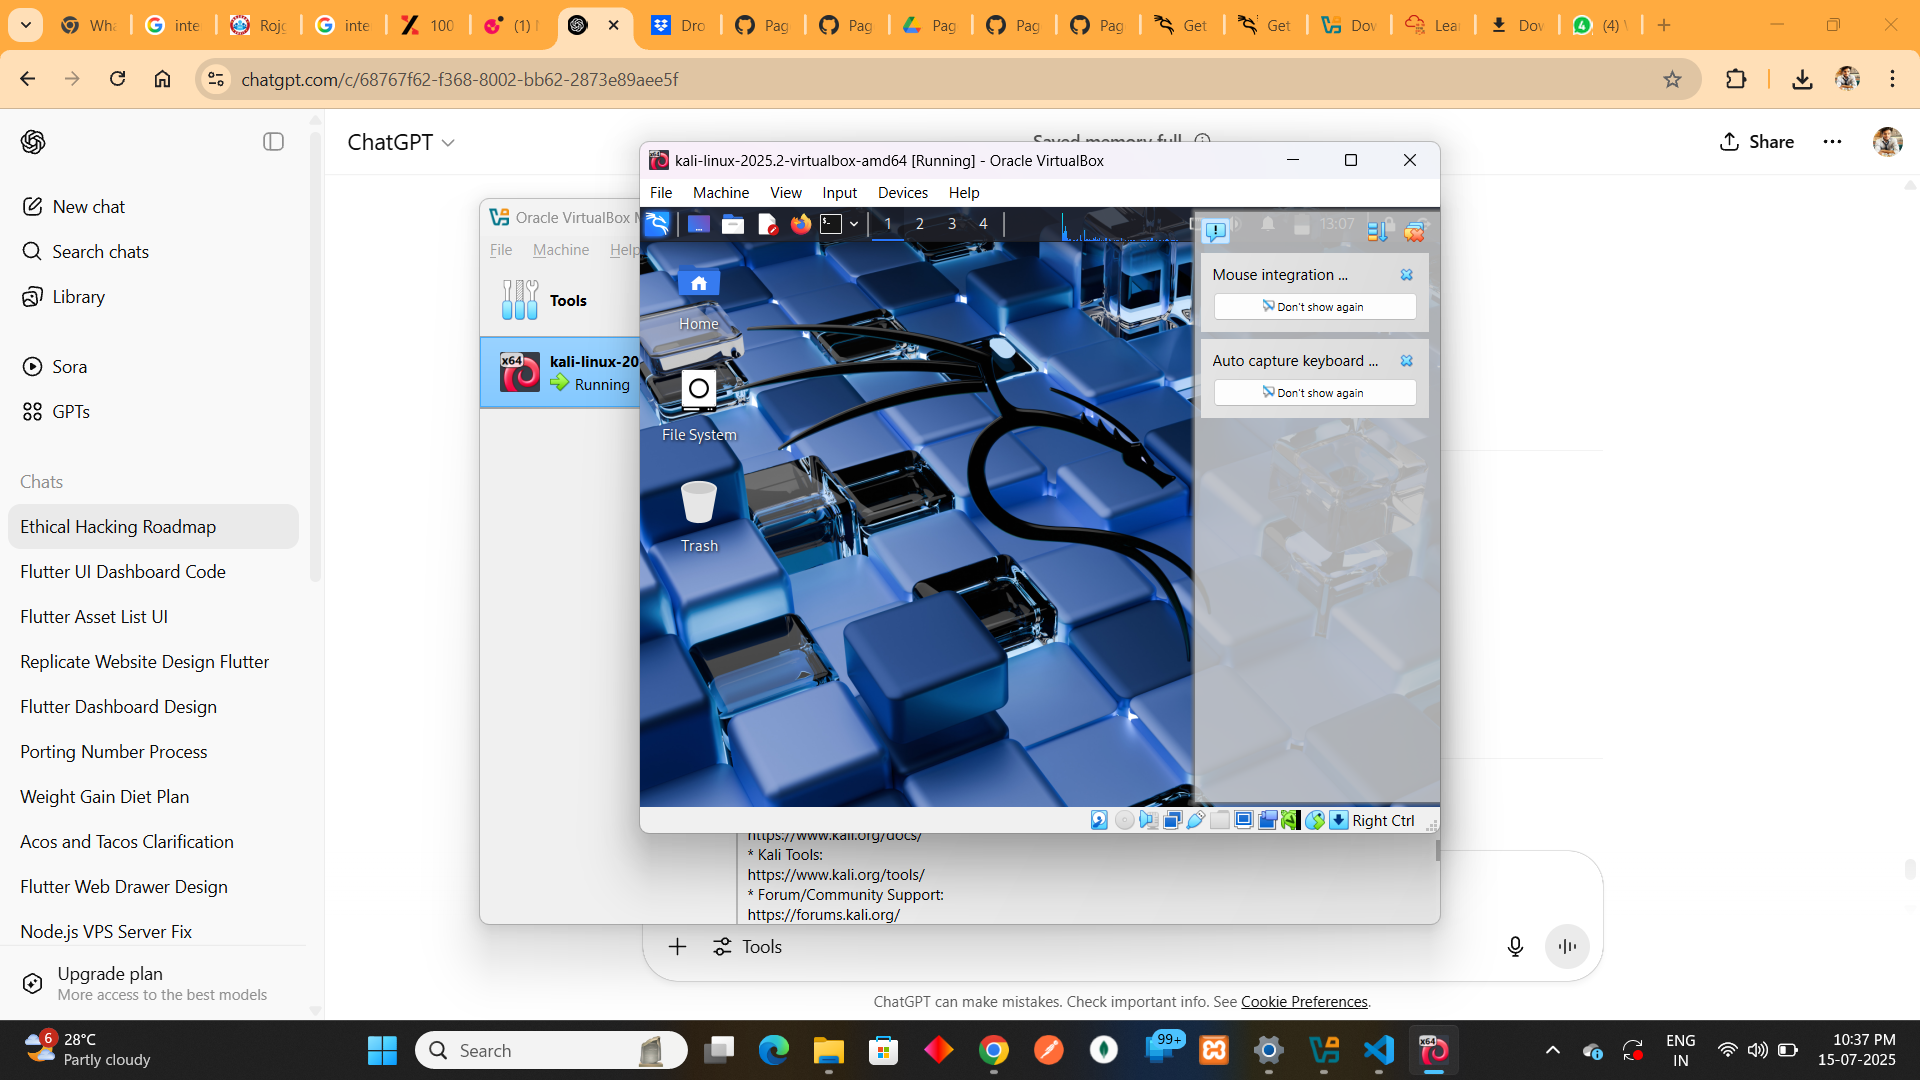 Wha
inte
Rojg
inte
100
(1)
Dro
Pag
Pag
Pag
Pag
Pag
Get
Get
Dow
Lear
Dow
(4)
chatgpt.com/c/68767f62-f368-8002-bb62-2873e89aee5f
ChatGPT
Saved memory full
Share
New chat
Search chats
Library
Sora
GPTs
Chats
Ethical Hacking Roadmap
Flutter UI Dashboard Code
Flutter Asset List UI
Replicate Website Design Flutter
Flutter Dashboard Design
Porting Number Process
Weight Gain Diet Plan
Acos and Tacos Clarification
Flutter Web Drawer Design
Node.js VPS Server Fix
Upgrade plan
More access to the best models
Oracle VirtualBox M
File Machine Help
Tools
x64
kali-linux-20
Running
x64
kali-linux-2025.2-virtualbox-amd64 [Running] - Oracle VirtualBox
File Machine View Input Devices Help
1 2 3 4
13:07
Home
File System
Trash
Mouse integration ...
Don't show again
Auto capture keyboard ...
Don't show again
Right Ctrl
https://www.kali.org/docs/
* Kali Tools:
https://www.kali.org/tools/
* Forum/Community Support:
https://forums.kali.org/
Tools
ChatGPT can make mistakes. Check important info. See Cookie Preferences.
6
28°C
Partly cloudy
Search
99+
x64
ENG
IN
10:37 PM
15-07-2025